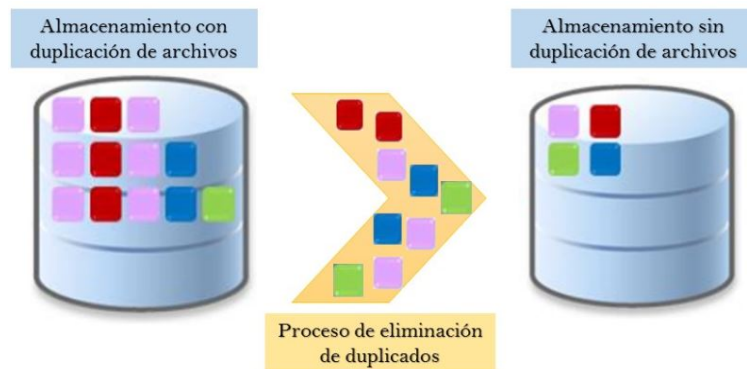 Almacenamiento con
duplicación de archivos
Almacenamiento sin
duplicación de archivos
Proceso de eliminación
de duplicados